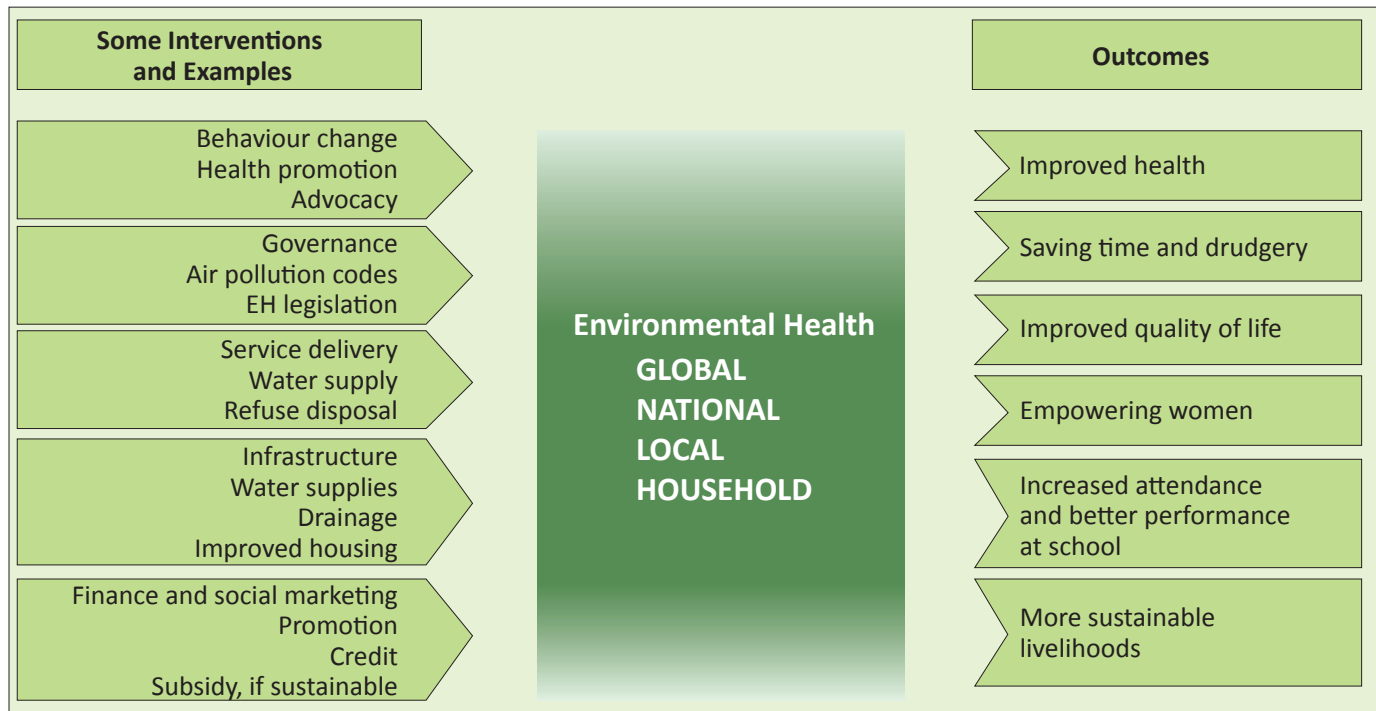 Some Interventions
and Examples
Behaviour change
Health promotion
Advocacy
Governance
Air pollution codes
EH legislation
Service delivery
Water supply
Refuse disposal
Infrastructure
Water supplies
Drainage
Improved housing
Finance and social marketing
Promotion
Credit
Subsidy, if sustainable
Environmental Health
GLOBAL
NATIONAL
LOCAL
HOUSEHOLD
Outcomes
Improved health
Saving time and drudgery
Improved quality of life
Empowering women
Increased attendance
and better performance
at school
More sustainable
livelihoods